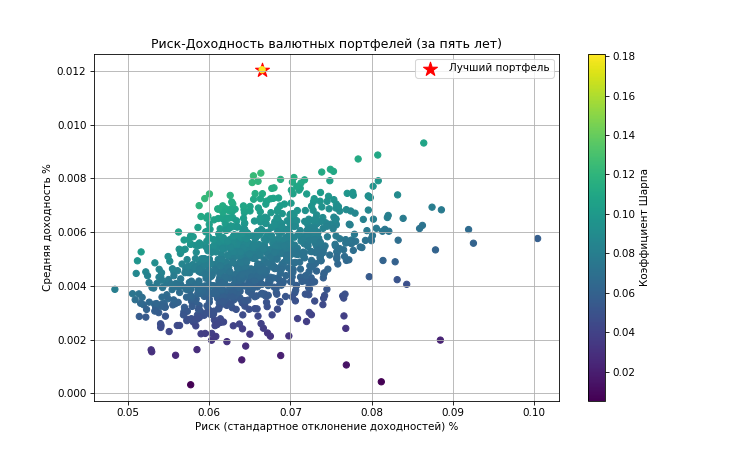 Риск-Доходность валютных портфелей (за пять лет)
Лучший портфель
Средняя доходность %
0.012
0.010
0.008
0.006
0.004
0.002
0.000
0.05 0.06 0.07 0.08 0.09 0.10
Риск (стандартное отклонение доходностей) %
0.18
0.16
0.14
0.12
0.10
0.08
0.06
0.04
0.02
Коэффициент Шарпа